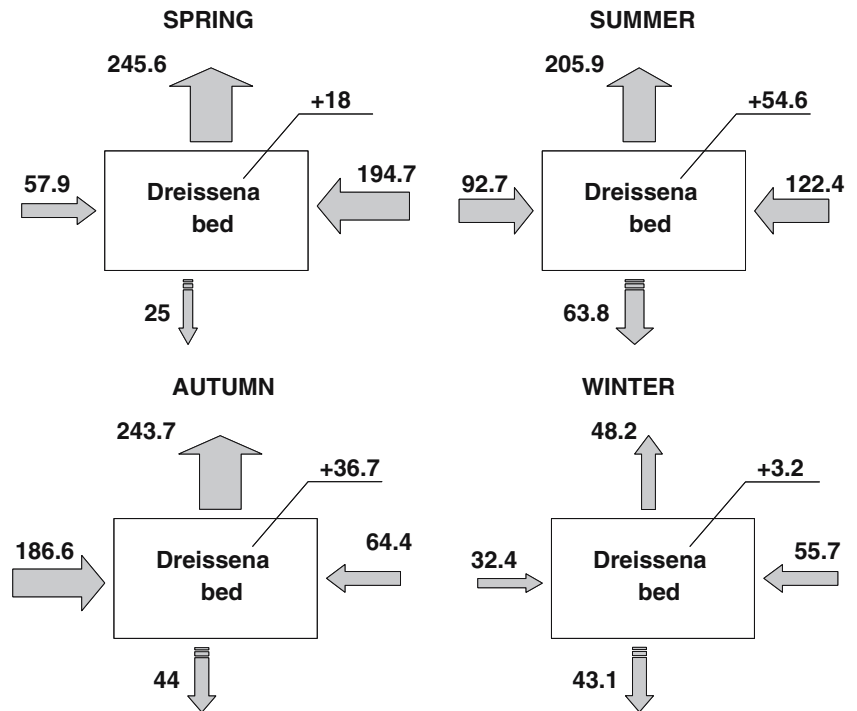 SPRING
245.6
+18
57.9
194.7
Dreissena
bed
25
SUMMER
205.9
+54.6
92.7
122.4
Dreissena
bed
63.8
AUTUMN
243.7
+36.7
186.6
64.4
Dreissena
bed
44
WINTER
48.2
+3.2
32.4
55.7
Dreissena
bed
43.1